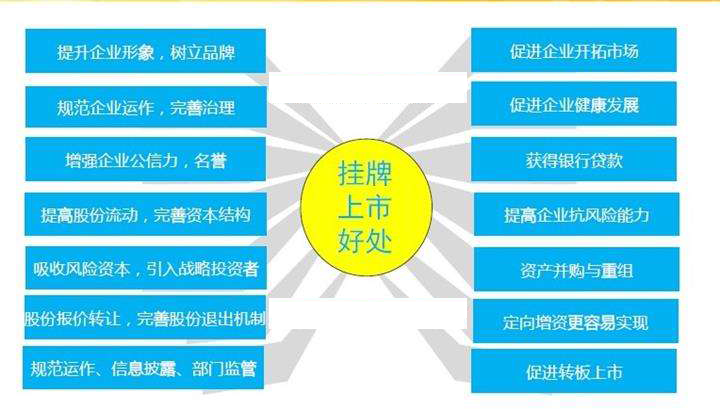 提升企业形象，树立品牌
规范企业运作，完善治理
增强企业公信力，名誉
提高股份流动，完善资本结构
吸收风险资本，引入战略投资者
股份报价转让，完善股份退出机制
规范运作、信息披露、部门监管
挂牌
上市
好处
促进企业开拓市场
促进企业健康发展
获得银行贷款
提高企业抗风险能力
资产并购与重组
定向增资更容易实现
促进转板上市